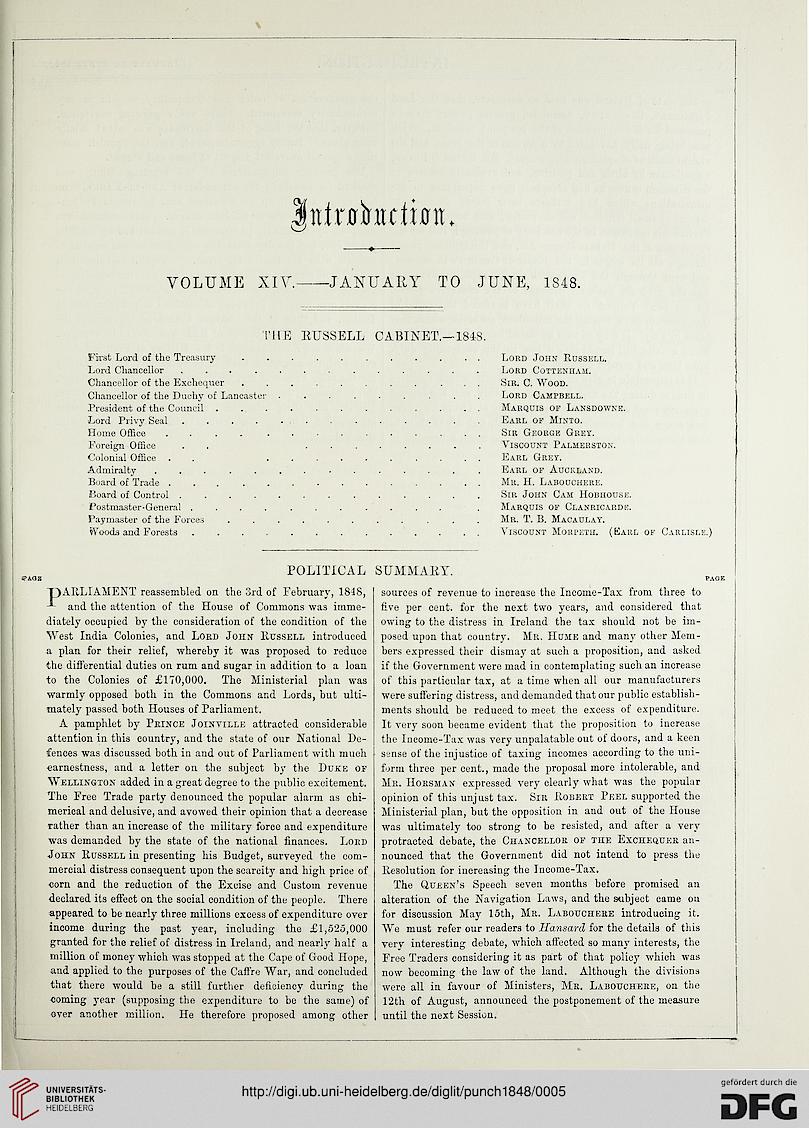 Introduction.
VOLUME XIV.——JANUARY TO JUNE, 1848.
THE RUSSELL CABINET.—1848.
First Lord of the Treasury . . . . . . . . . . Lord John Russell.
Lord Chancellor . . . . . . . . . . . . . Lord Cottenham.
Chancellor of the Exchequer . . . . . . . . . . Sir. C. Wood.
Chancellor of the Duchy of Lancaster . . . . . . . . . Lord Campbell.
President of the Council . . . . . . . . . . . Marquis of Lansdowne.
Lord Privy Seal . . . . . . . . . . . . . Earl of Minto.
Home Office . . . . . . . . . . . . . . Sir George Grey.
Foreign Office . . . . . . . . . . . . . Viscount Palmerston.
Colonial Office . . . . . . . . . . . . . Earl Grey.
Admiralty . . . . . . . . . . . . . . Earl of Auckland.
Board of Trade . . . . . . . . . . . . . Mr. H. Labouchere.
Board of Control . . . . . . . . . . . . . Sir John Cam Hobhouse.
Postmaster-General . . . . . . . . . . . . Marquis of Clanricarde.
Paymaster of the Forces . . . . . . . . . . . Mr. T. B. Macaulay.
Woods and Forests . . . . . . . . . . . . Viscount Morpeth. (Earl of Carlisle.)
POLITICAL SUMMARY.
PAGE
PARLIAMENT reassembled on the 3rd of February, 1848,
and the attention of the House of Commons was imme-
diately occupied by the consideration of the condition of the
West India Colonies, and Lord John Russell introduced
a plan for their relief, whereby it was proposed to reduce
the differential duties on rum and sugar in addition to a loan
to the Colonies of £170,000. The Ministerial plan was
warmly opposed both in the Commons and Lords, but ulti-
mately passed both Houses of Parliament.
A pamphlet by Prince Joinville attracted considerable
attention in this country, and the state of our National De-
fences was discussed both in and out of Parliament with much
earnestness, and a letter on the subject by the Duke of
Wellington added in a great degree to the public excitement.
The Free Trade party denounced the popular alarm as chi-
merical and delusive, and avowed their opinion that a decrease
rather than an increase of the military force and expenditure
was demanded by the state of the national finances. Lord
John Russell in presenting his Budget, surveyed the com-
mercial distress consequent upon the scarcity and high price of
corn and the reduction of the Excise and Custom revenue
declared its effect on the social condition of the people. There
appeared to be nearly three millions excess of expenditure over
income during the past year, including the £1,525,000
granted for the relief of distress in Ireland, and nearly half a
million of money which was stopped at the Cape of Good Hope,
and applied to the purposes of the Caffre War, and concluded
that there would be a still further deficiency during the
coming year (supposing the expenditure to be the same) of
over another million. He therefore proposed among other
PAGE
sources of revenue to increase the Income-Tax from three to
five per cent. for the next two years, and considered that
owing to the distress in Ireland the tax should not be im-
posed upon that country. Mr. Hume and many other Mem-
bers expressed their dismay at such a proposition, and asked
if the Government were mad in contemplating such an increase
of this particular tax, at a time when all our manufacturers
were suffering distress, and demanded that our public establish-
ments should be reduced to meet the excess of expenditure.
It very soon became evident that the proposition to increase
the Income-Tax was very unpalatable out of doors, and a keen
sense of the injustice of taxing incomes according to the uni-
form three per cent., made the proposal more intolerable, and
Mr. Horsman expressed very clearly what was the popular
opinion of this unjust tax. Sir Robert Peel supported the
Ministerial plan, but the opposition in and out of the House
was ultimately too strong to be resisted, and after a very
protracted debate, the Chancellor of the Exchequer an-
nounced that the Government did not intend to press the
Resolution for increasing the Income-Tax.
The Queen's Speech seven months before promised an
alteration of the Navigation Laws, and the subject came on
for discussion May 15th, Mr. Labouchere introducing it.
We must refer our readers to Hansard for the details of this
very interesting debate, which affected so many interests, the
Free Traders considering it as part of that policy which was
now becoming the law of the land. Although the divisions
were all in favour of Ministers, Mr. Labouchere, on the
12th of August, announced the postponement of the measure
until the next Session.
UNIVERSITÄTS-
BIBLIOTHEK
HEIDELBERG
http://digi.ub.uni-heidelberg.de/diglit/punch1848/0005
gefördert durch die
DFG